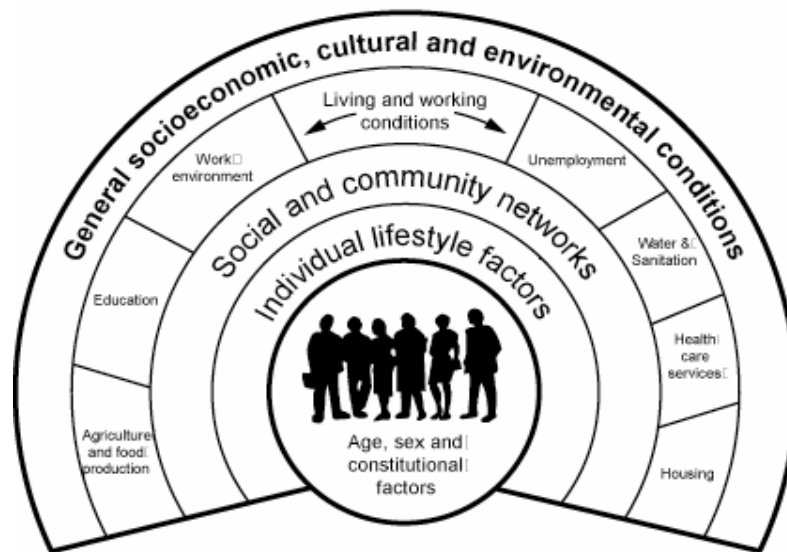 General socioeconomic, cultural and environmental conditions
Living and working
conditions
Work
environment
Unemployment
Education
Water &
Sanitation
Agriculture
and food
production
Health
care
services
Housing
Social and community networks
Individual lifestyle factors
Age, sex and
constitutional
factors